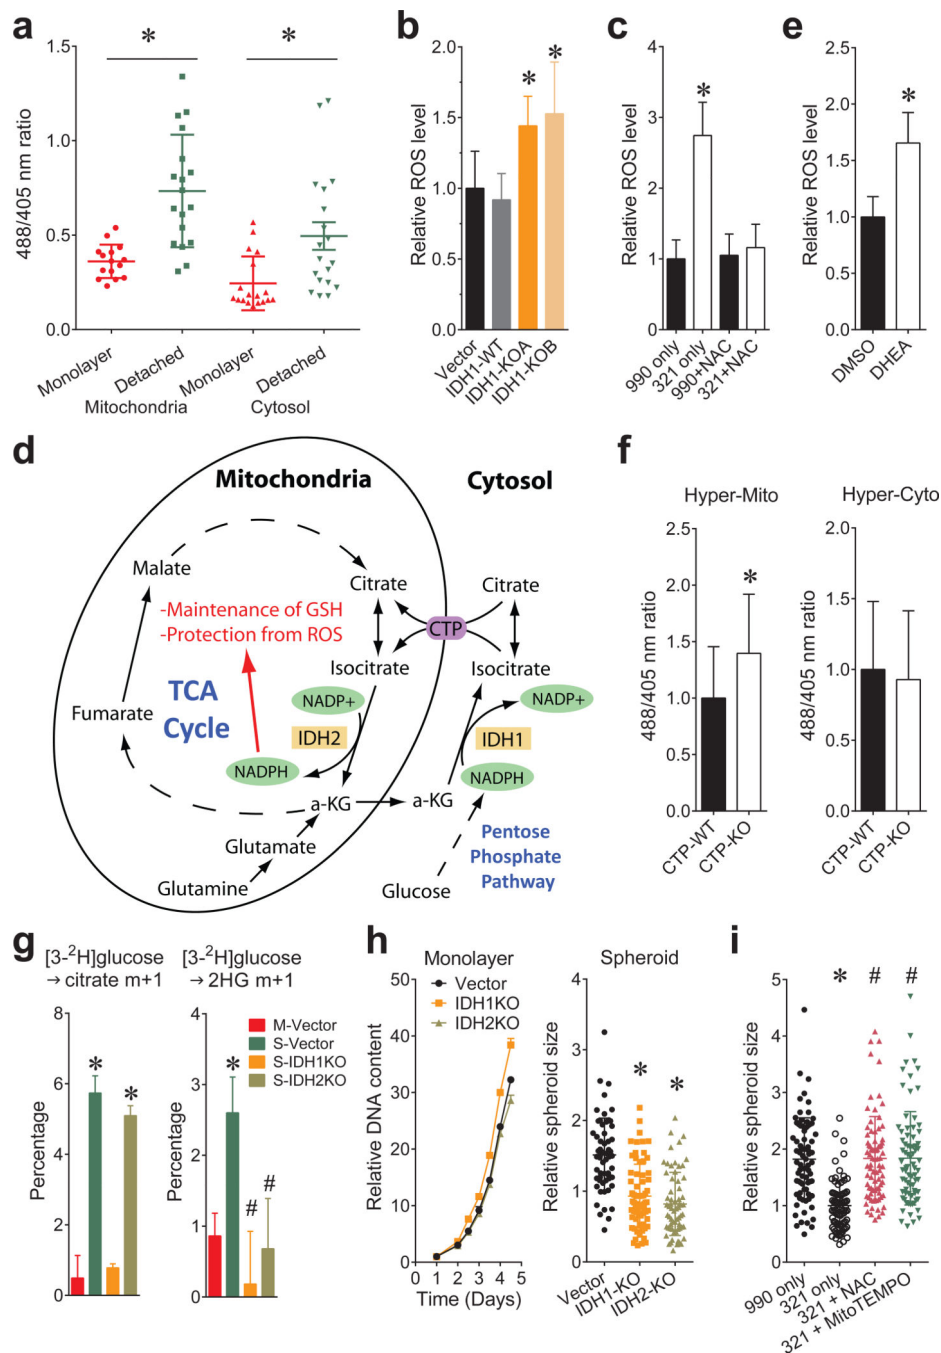 a
*
*
488/405 nm ratio
1.5
1.0
0.5
0.0
Monolayer
Detached
Monolayer
Detached
Mitochondria
Cytosol
b
Relative ROS level
2.0
1.5
1.0
0.5
0.0
*
*
Vector
IDH1-WT
IDH1-KOA
IDH1-KOB
c
Relative ROS level
4
3
2
1
0
*
990 only
321 only
990+NAC
321+NAC
e
Relative ROS level
2.0
1.5
1.0
0.5
0.0
*
DMSO
DHEA
d
Mitochondria
Cytosol
Malate
Citrate
Citrate
-Maintenance of GSH
-Protection from ROS
CTP
Isocitrate
Isocitrate
TCA
Cycle
Fumarate
NADP+
NADP+
IDH2
IDH1
NADPH
NADPH
a-KG
a-KG
Glutamate
Glutamine
Pentose
Phosphate
Pathway
Glucose
f
Hyper-Mito
488/405 nm ratio
2.5
2.0
1.5
1.0
0.5
0.0
*
CTP-WT
CTP-KO
Hyper-Cyto
488/405 nm ratio
2.0
1.5
1.0
0.5
0.0
CTP-WT
CTP-KO
g
[3-²H]glucose
→ citrate m+1
Percentage
8
6
4
2
0
*
*
[3-²H]glucose
→ 2HG m+1
Percentage
4
3
2
1
0
*
#
#
M-Vector
S-Vector
S-IDH1KO
S-IDH2KO
h
Monolayer
Vector
IDH1KO
IDH2KO
Relative DNA content
50
40
30
20
10
0
0 1 2 3 4 5
Time (Days)
Spheroid
Relative spheroid size
4
3
2
1
0
*
*
Vector
IDH1-KO
IDH2-KO
i
Relative spheroid size
5
4
3
2
1
0
*
#
#
990 only
321 only
321 + NAC
321 + MitoTEMPO